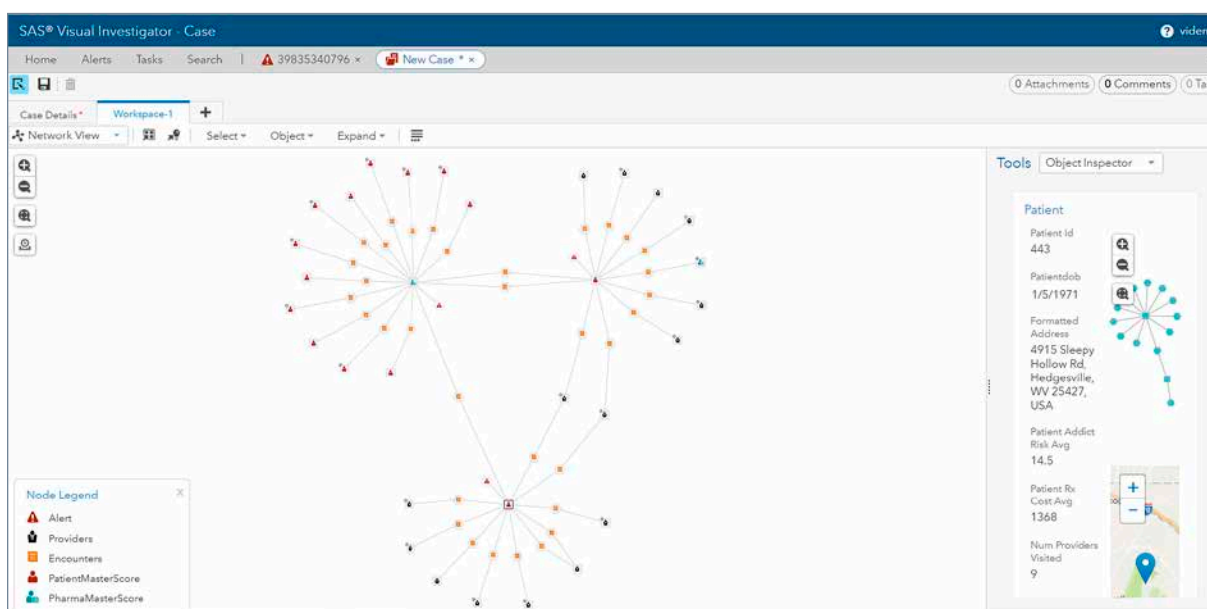 SAS® Visual Investigator - Case
Home Alerts Tasks Search 39835340796 × New Case * ×
0 Attachments 0 Comments
Case Details* Workspace-1 +
Network View Select Object Expand
Tools Object Inspector
Patient
Patient Id
443
Patientdob
1/5/1971
Formatted
Address
4915 Sleepy
Hollow Rd,
Hedgesville,
WV 25427,
USA
Patient Addict
Risk Avg
14.5
Patient Rx
Cost Avg
1368
Num Providers
Visited
9
Node Legend X
Alert
Providers
Encounters
PatientMasterScore
PharmaMasterScore